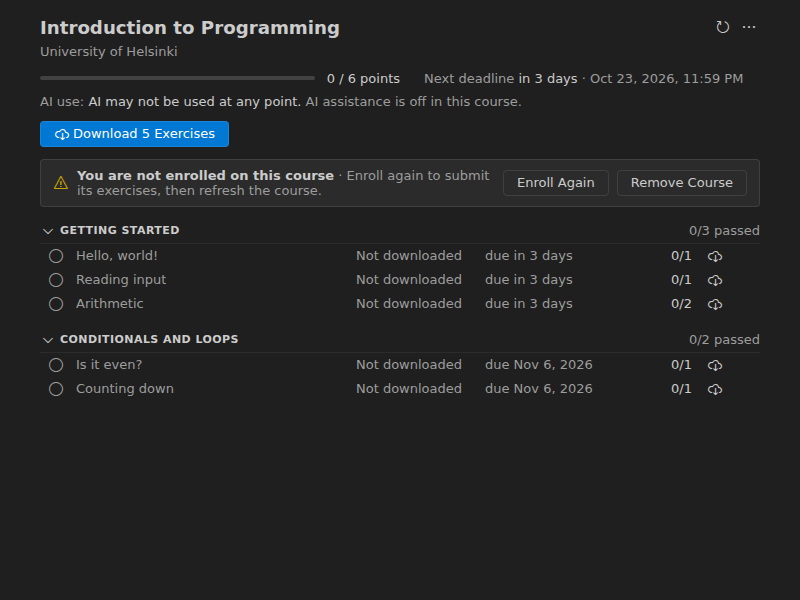 Introduction to Programming
University of Helsinki
0 / 6 points Next deadline in 3 days · Oct 23, 2026, 11:59 PM
AI use: AI may not be used at any point. AI assistance is off in this course.
Download 5 Exercises
You are not enrolled on this course · Enroll again to submit
its exercises, then refresh the course.
Enroll Again Remove Course
GETTING STARTED 0/3 passed
Hello, world! Not downloaded due in 3 days 0/1
Reading input Not downloaded due in 3 days 0/1
Arithmetic Not downloaded due in 3 days 0/2
CONDITIONALS AND LOOPS 0/2 passed
Is it even? Not downloaded due Nov 6, 2026 0/1
Counting down Not downloaded due Nov 6, 2026 0/1